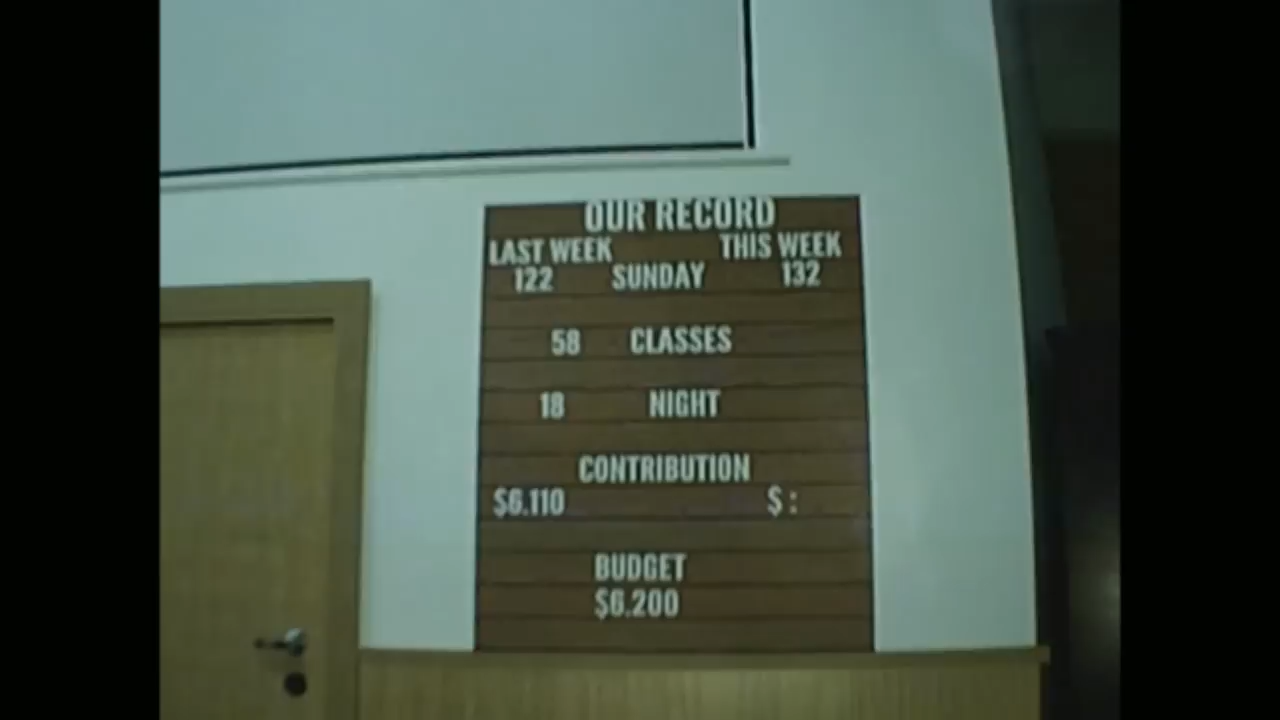 OUR RECORD
LAST WEEK THIS WEEK
122 SUNDAY 132
58 CLASSES
18 NIGHT
CONTRIBUTION
$6.110 $ :
BUDGET
$6.200